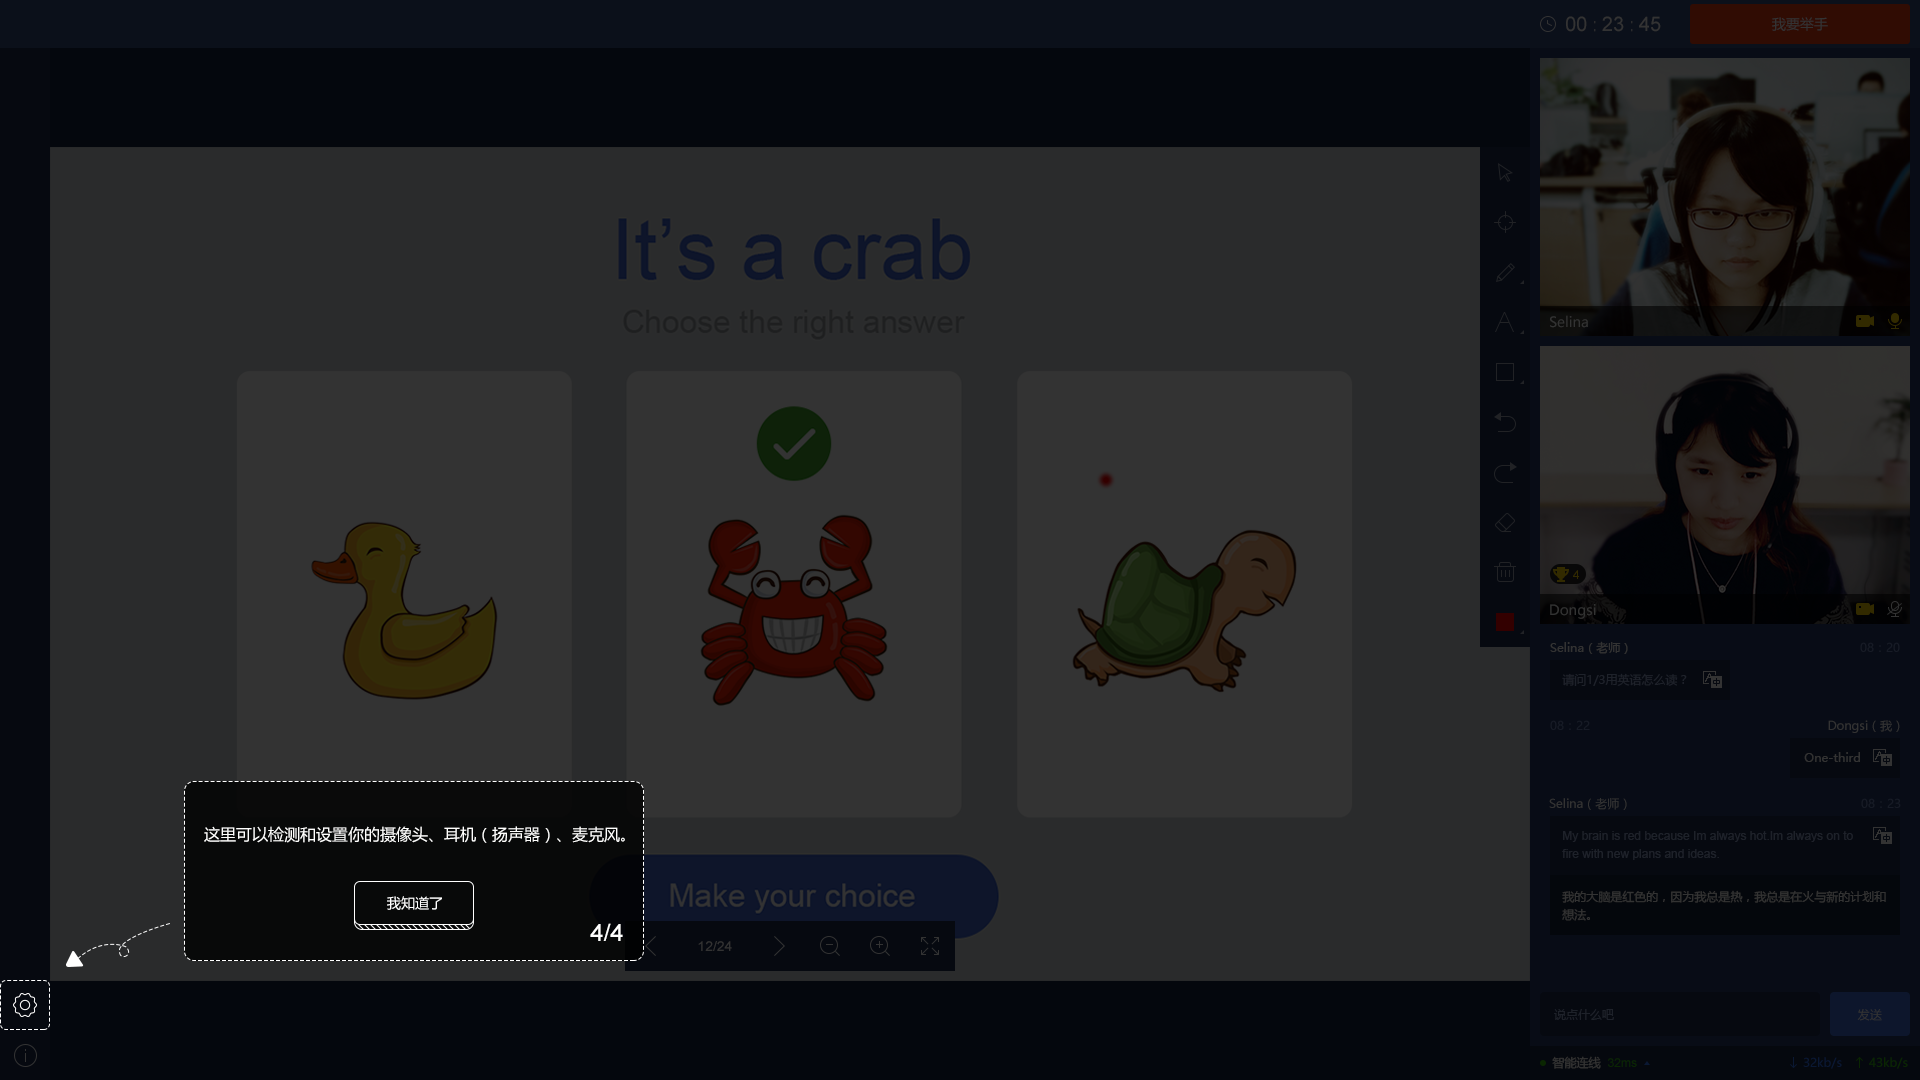 00 : 23 : 45
我要举手
It's a crab
Choose the right answer
Selina
4
Dongsi
Selina ( 老师 )
08 : 20
请问1/3用英语怎么读？
08 : 22
Dongsi ( 我 )
One-third
Selina ( 老师 )
08 : 23
My brain is red because Im always hot.Im always on to
fire with new plans and ideas.
我的大脑是红色的，因为我总是热，我总是在火与新的计划和
想法。
这里可以检测和设置你的摄像头、耳机（扬声器）、麦克风。
我知道了
4/4
Make your choice
12/24
说点什么吧
发送
智能连线 32ms
↓ 32kb/s ↑ 43kb/s